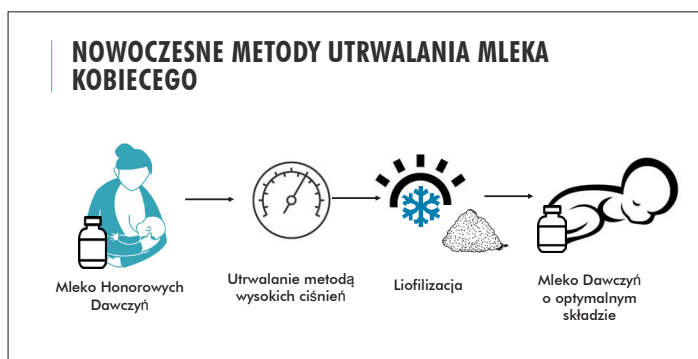 NOWOCZESNE METODY UTRWALANIA MLEKA
KOBIECEGO
Mleko Honorowych
Dawczyń
Utrwalanie metodą
wysokich ciśnień
Liofilizacja
Mleko Dawczyń
o optymalnym
składzie